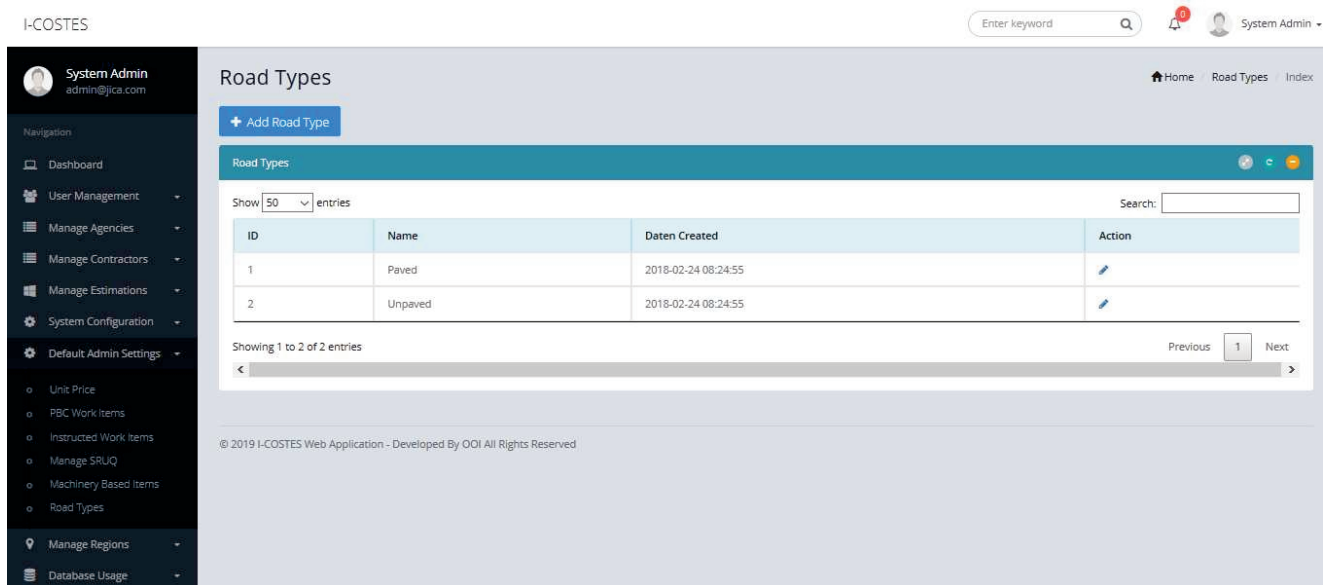 I-COSTES
Enter keyword
0
System Admin
System Admin
admin@jica.com
Navigation
Dashboard
User Management
Manage Agencies
Manage Contractors
Manage Estimations
System Configuration
Default Admin Settings
Unit Price
PBC Work Items
Instructed Work Items
Manage SRUQ
Machinery Based Items
Road Types
Manage Regions
Database Usage
Road Types
Home / Road Types / Index
+ Add Road Type
Road Types
Show 50 entries
Search:
ID Name Daten Created Action
1 Paved 2018-02-24 08:24:55
2 Unpaved 2018-02-24 08:24:55
Showing 1 to 2 of 2 entries
Previous 1 Next
© 2019 I-COSTES Web Application - Developed By OOI All Rights Reserved